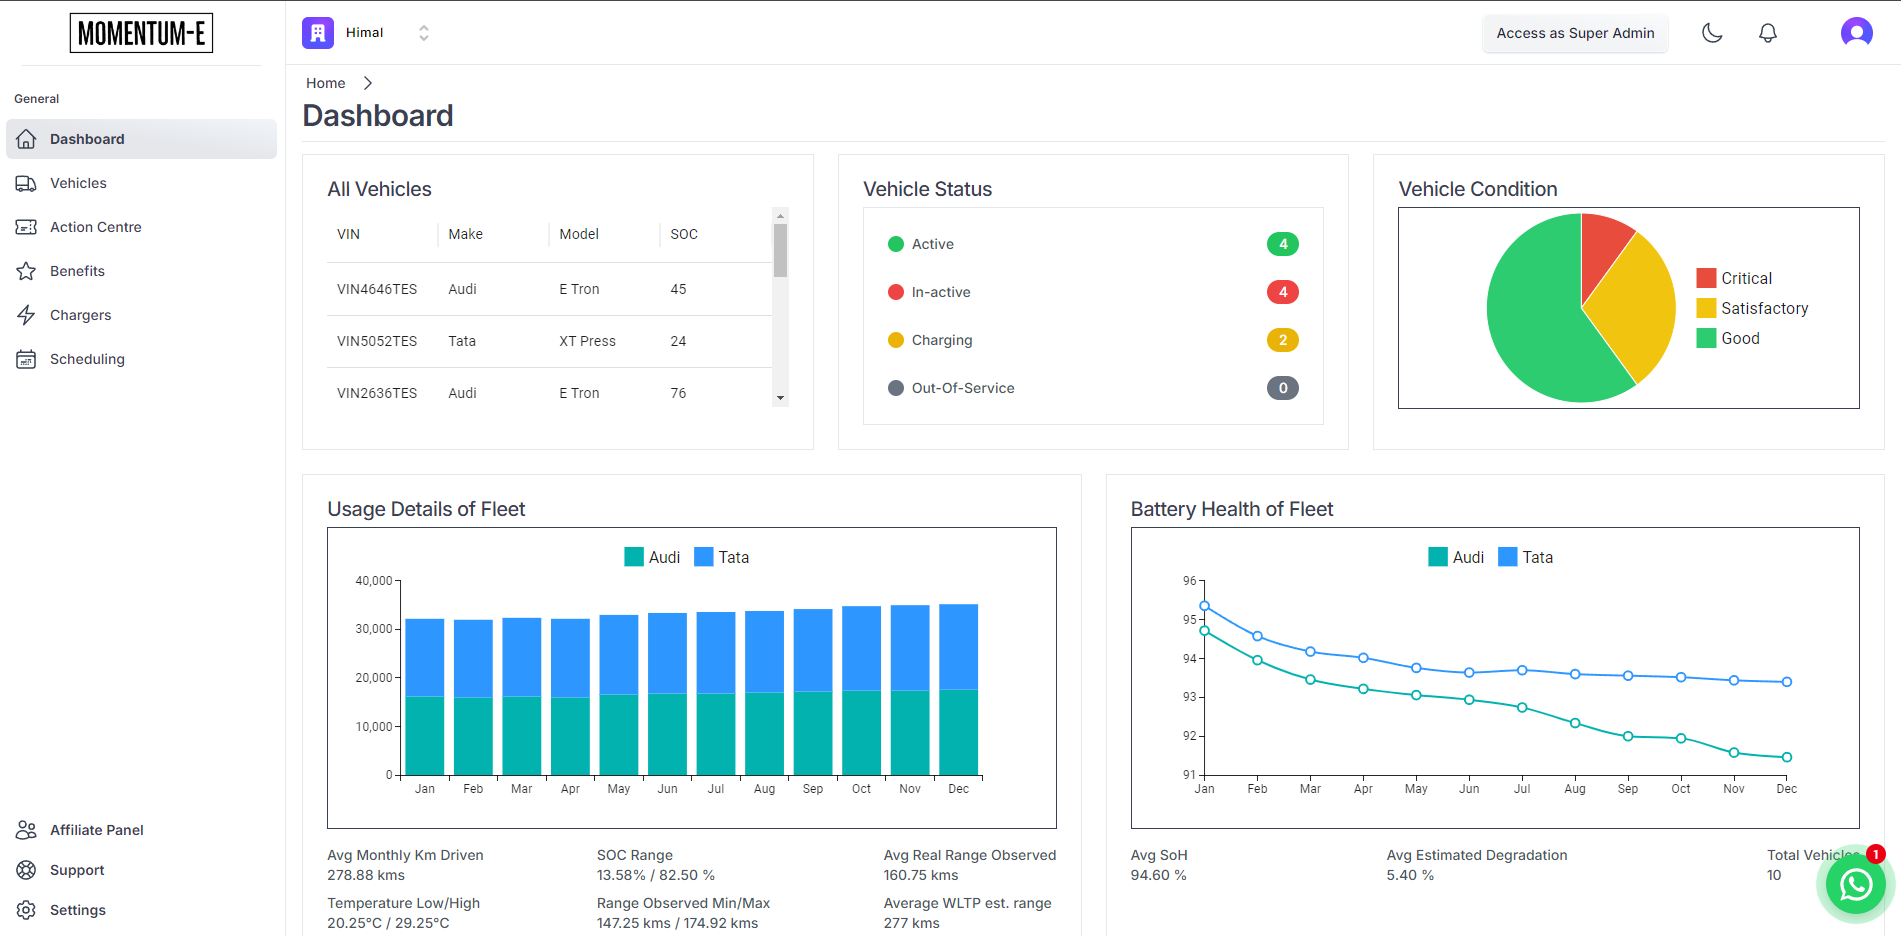 MOMENTUM-E
Himal
Access as Super Admin
General
Dashboard
Vehicles
Action Centre
Benefits
Chargers
Scheduling
Affiliate Panel
Support
Settings
Home
Dashboard
All Vehicles
VIN Make Model SOC
VIN4646TES Audi E Tron 45
VIN5052TES Tata XT Press 24
VIN2636TES Audi E Tron 76
Vehicle Status
Active 4
In-active 4
Charging 2
Out-Of-Service 0
Vehicle Condition
Critical
Satisfactory
Good
Usage Details of Fleet
Audi Tata
40,000
30,000
20,000
10,000
0
Jan Feb Mar Apr May Jun Jul Aug Sep Oct Nov Dec
Avg Monthly Km Driven SOC Range Avg Real Range Observed
278.88 kms 13.58% / 82.50 % 160.75 kms
Temperature Low/High Range Observed Min/Max Average WLTP est. range
20.25°C / 29.25°C 147.25 kms / 174.92 kms 277 kms
Battery Health of Fleet
Audi Tata
96
95
94
93
92
91
Jan Feb Mar Apr May Jun Jul Aug Sep Oct Nov Dec
Avg SoH Avg Estimated Degradation Total Vehicles
94.60 % 5.40 % 10
1